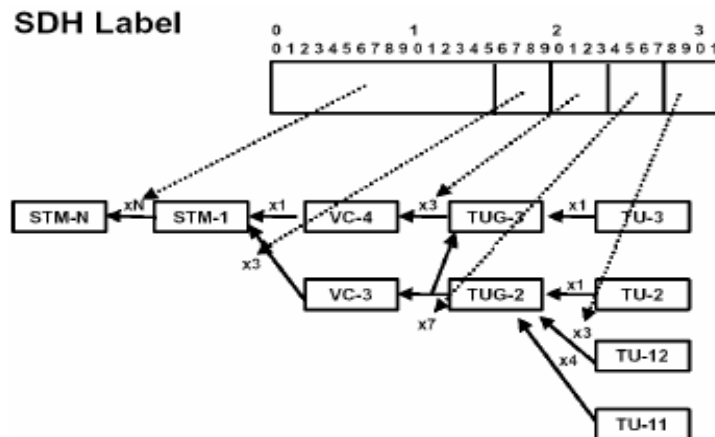 SDH Label
0 1 2 3
0 1 2 3 4 5 6 7 8 9 0 1 2 3 4 5 6 7 8 9 0 1 2 3 4 5 6 7 8 9 0 1
STM-N xN STM-1 x1 VC-4 x3 TUG-3 x1 TU-3
x3 VC-3 x7 TUG-2 x1 TU-2
x3 TU-12
x4 TU-11